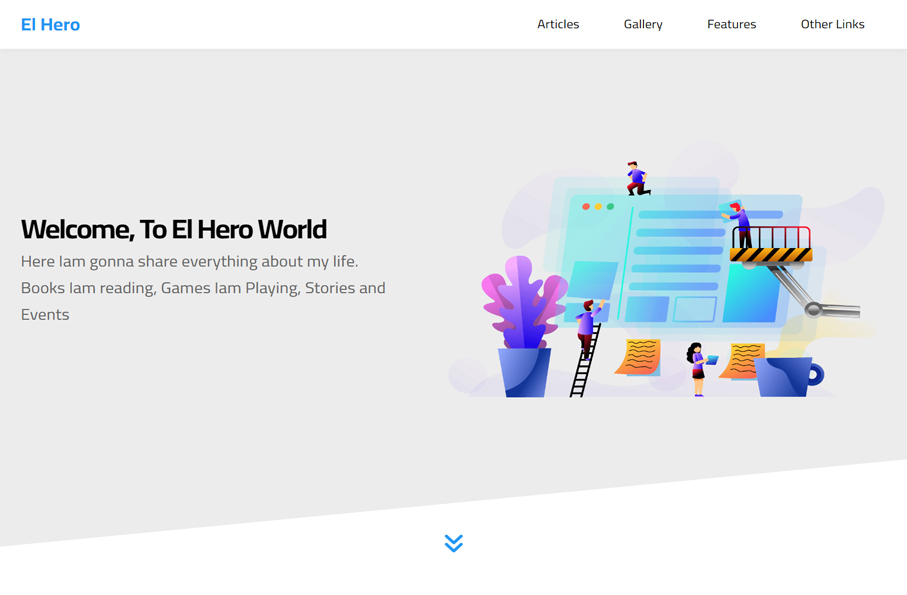 El Hero
Articles
Gallery
Features
Other Links
Welcome, To El Hero World
Here Iam gonna share everything about my life.
Books Iam reading, Games Iam Playing, Stories and
Events